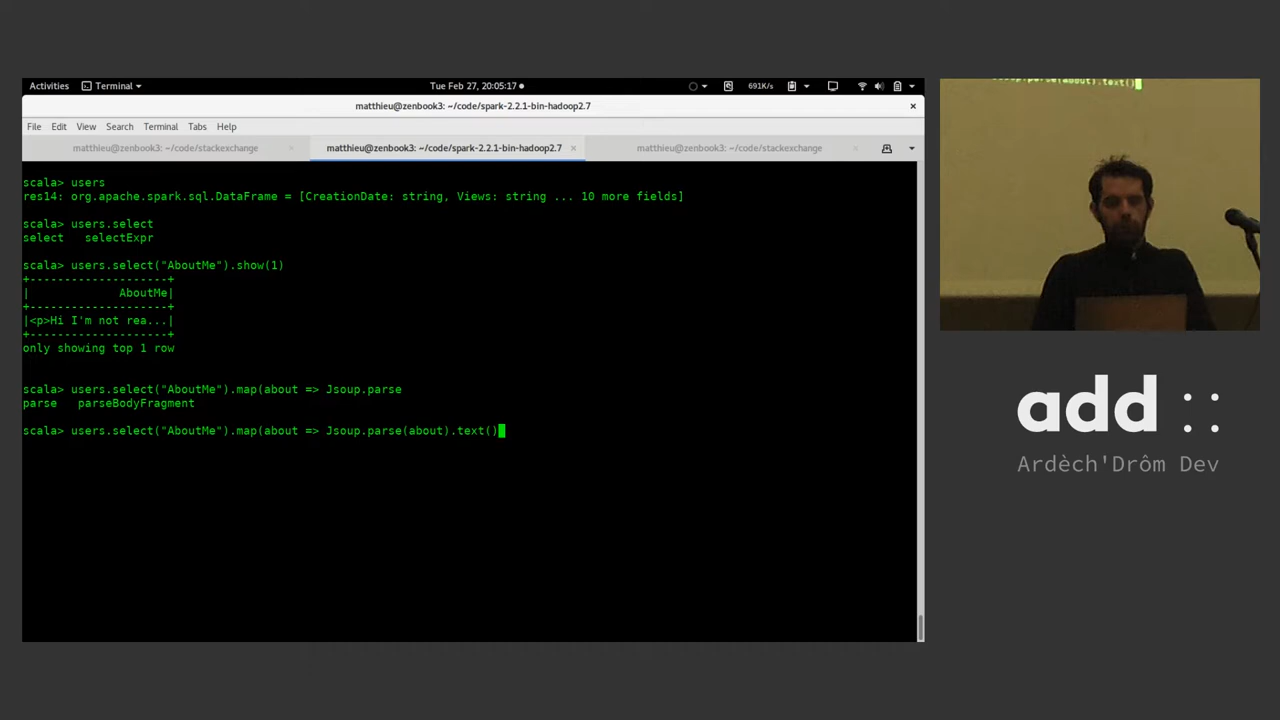 Activities Terminal Tue Feb 27, 20:05:17 691K/s
matthieu@zenbook3: ~/code/spark-2.2.1-bin-hadoop2.7
File Edit View Search Terminal Tabs Help
matthieu@zenbook3: ~/code/stackexchange matthieu@zenbook3: ~/code/spark-2.2.1-bin-hadoop2.7 matthieu@zenbook3: ~/code/stackexchange
scala> users
res14: org.apache.spark.sql.DataFrame = [CreationDate: string, Views: string ... 10 more fields]
scala> users.select
select selectExpr
scala> users.select("AboutMe").show(1)
+--------------------+
| AboutMe|
+--------------------+
|<p>Hi I'm not rea...|
+--------------------+
only showing top 1 row
scala> users.select("AboutMe").map(about => Jsoup.parse
parse parseBodyFragment
scala> users.select("AboutMe").map(about => Jsoup.parse(about).text()
.parse(about).text()
add ::
Ardèch'Drôm Dev